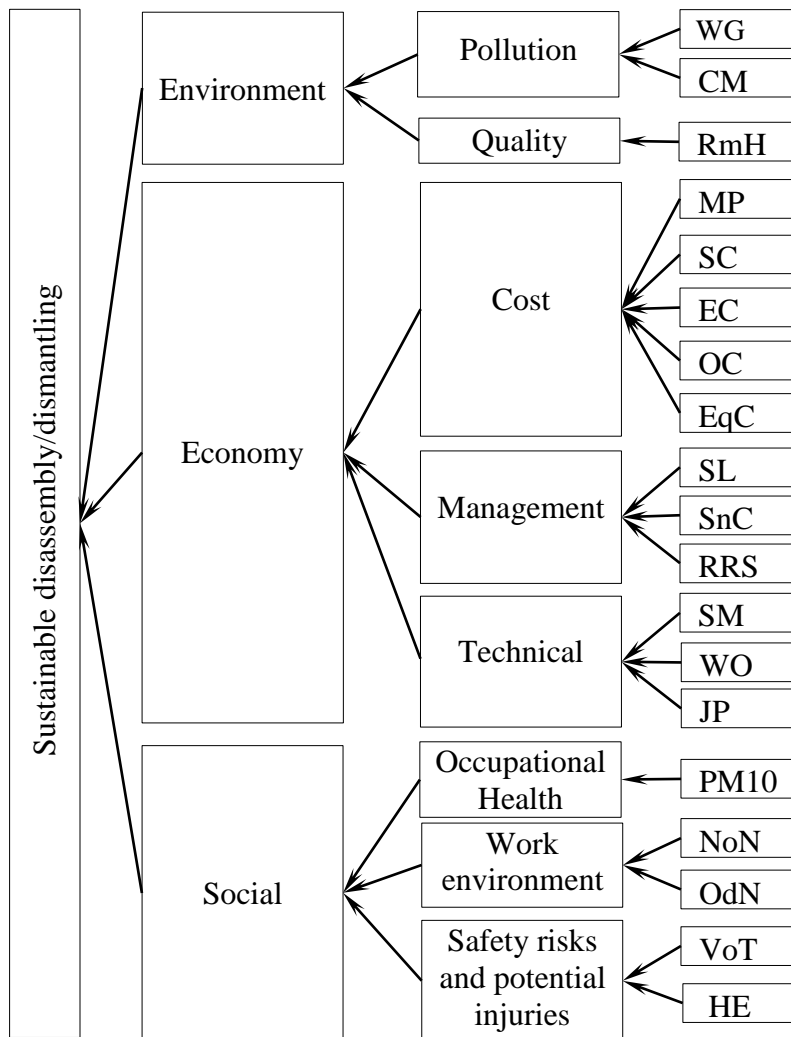 Sustainable disassembly/dismantling
Environment
Pollution
WG
CM
Quality
RmH
Economy
Cost
MP
SC
EC
OC
EqC
Management
SL
SnC
RRS
Technical
SM
WO
JP
Social
Occupational
Health
PM10
Work
environment
NoN
OdN
Safety risks
and potential
injuries
VoT
HE